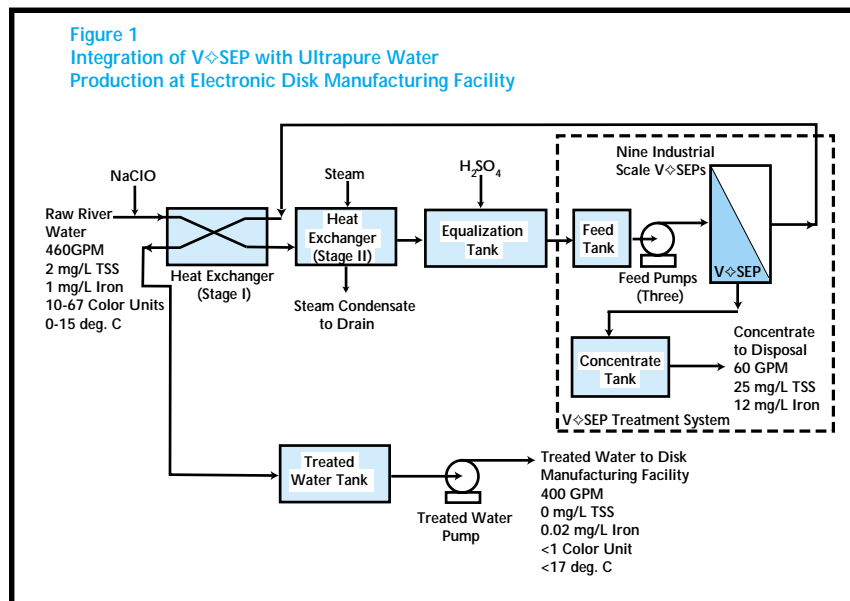 Figure 1
Integration of V✧SEP with Ultrapure Water
Production at Electronic Disk Manufacturing Facility
NaClO
Raw River
Water
460GPM
2 mg/L TSS
1 mg/L Iron
10-67 Color Units
0-15 deg. C
Heat Exchanger
(Stage I)
Steam
Heat
Exchanger
(Stage II)
Steam Condensate
to Drain
H₂SO₄
Equalization
Tank
Nine Industrial
Scale V✧SEPs
Feed
Tank
Feed Pumps
(Three)
V✧SEP
Concentrate
Tank
Concentrate
to Disposal
60 GPM
25 mg/L TSS
12 mg/L Iron
V✧SEP Treatment System
Treated
Water Tank
Treated Water
Pump
Treated Water to Disk
Manufacturing Facility
400 GPM
0 mg/L TSS
0.02 mg/L Iron
<1 Color Unit
<17 deg. C